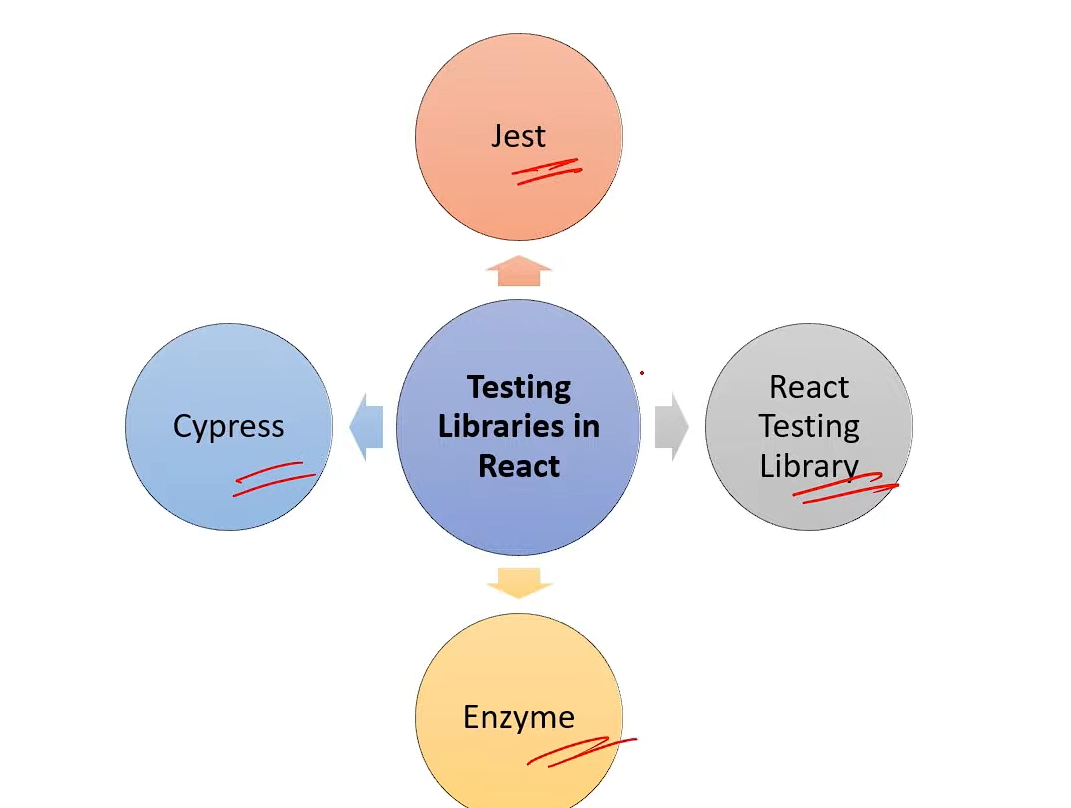 Jest
Cypress
Testing
Libraries in
React
React
Testing
Library
Enzyme